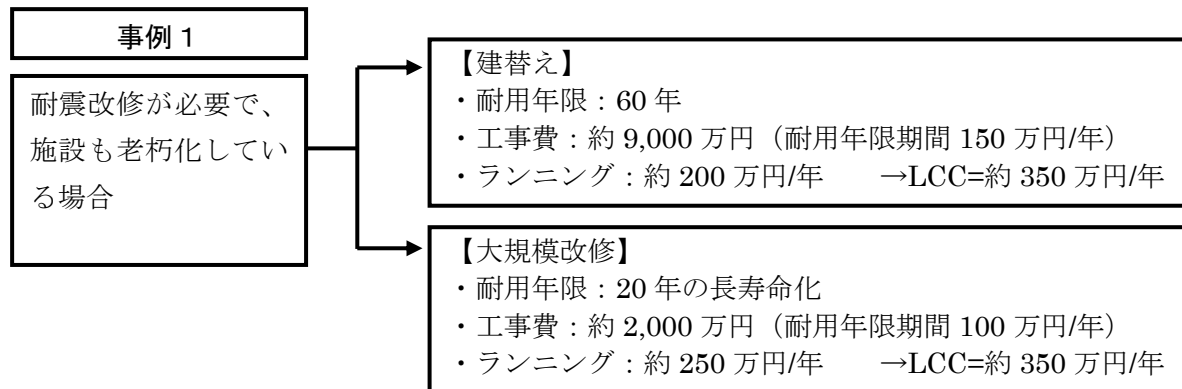 事例 1
耐震改修が必要で、
施設も老朽化してい
る場合
【建替え】
・耐用年限：60 年
・工事費：約 9,000 万円（耐用年限期間 150 万円/年）
・ランニング：約 200 万円/年　　→LCC=約 350 万円/年
【大規模改修】
・耐用年限：20 年の長寿命化
・工事費：約 2,000 万円（耐用年限期間 100 万円/年）
・ランニング：約 250 万円/年　　→LCC=約 350 万円/年